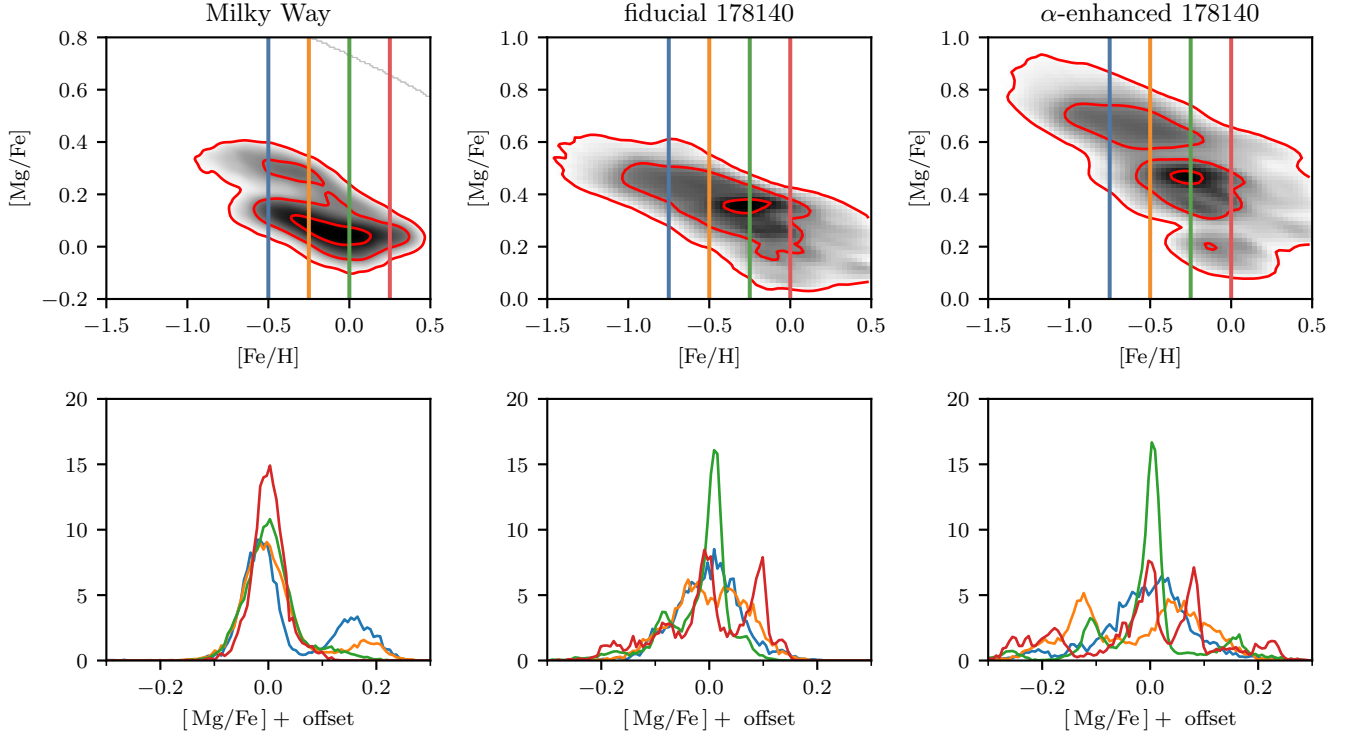 Milky Way
fiducial 178140
α-enhanced 178140
0.8
0.6
0.4
0.2
0.0
−0.2
[Mg/Fe]
−1.5 −1.0 −0.5 0.0 0.5
[Fe/H]
1.0
0.8
0.6
0.4
0.2
0.0
[Mg/Fe]
−1.5 −1.0 −0.5 0.0 0.5
[Fe/H]
1.0
0.8
0.6
0.4
0.2
0.0
[Mg/Fe]
−1.5 −1.0 −0.5 0.0 0.5
[Fe/H]
20
15
10
5
0
−0.2 0.0 0.2
[Mg/Fe] + offset
20
15
10
5
0
−0.2 0.0 0.2
[Mg/Fe] + offset
20
15
10
5
0
−0.2 0.0 0.2
[Mg/Fe] + offset